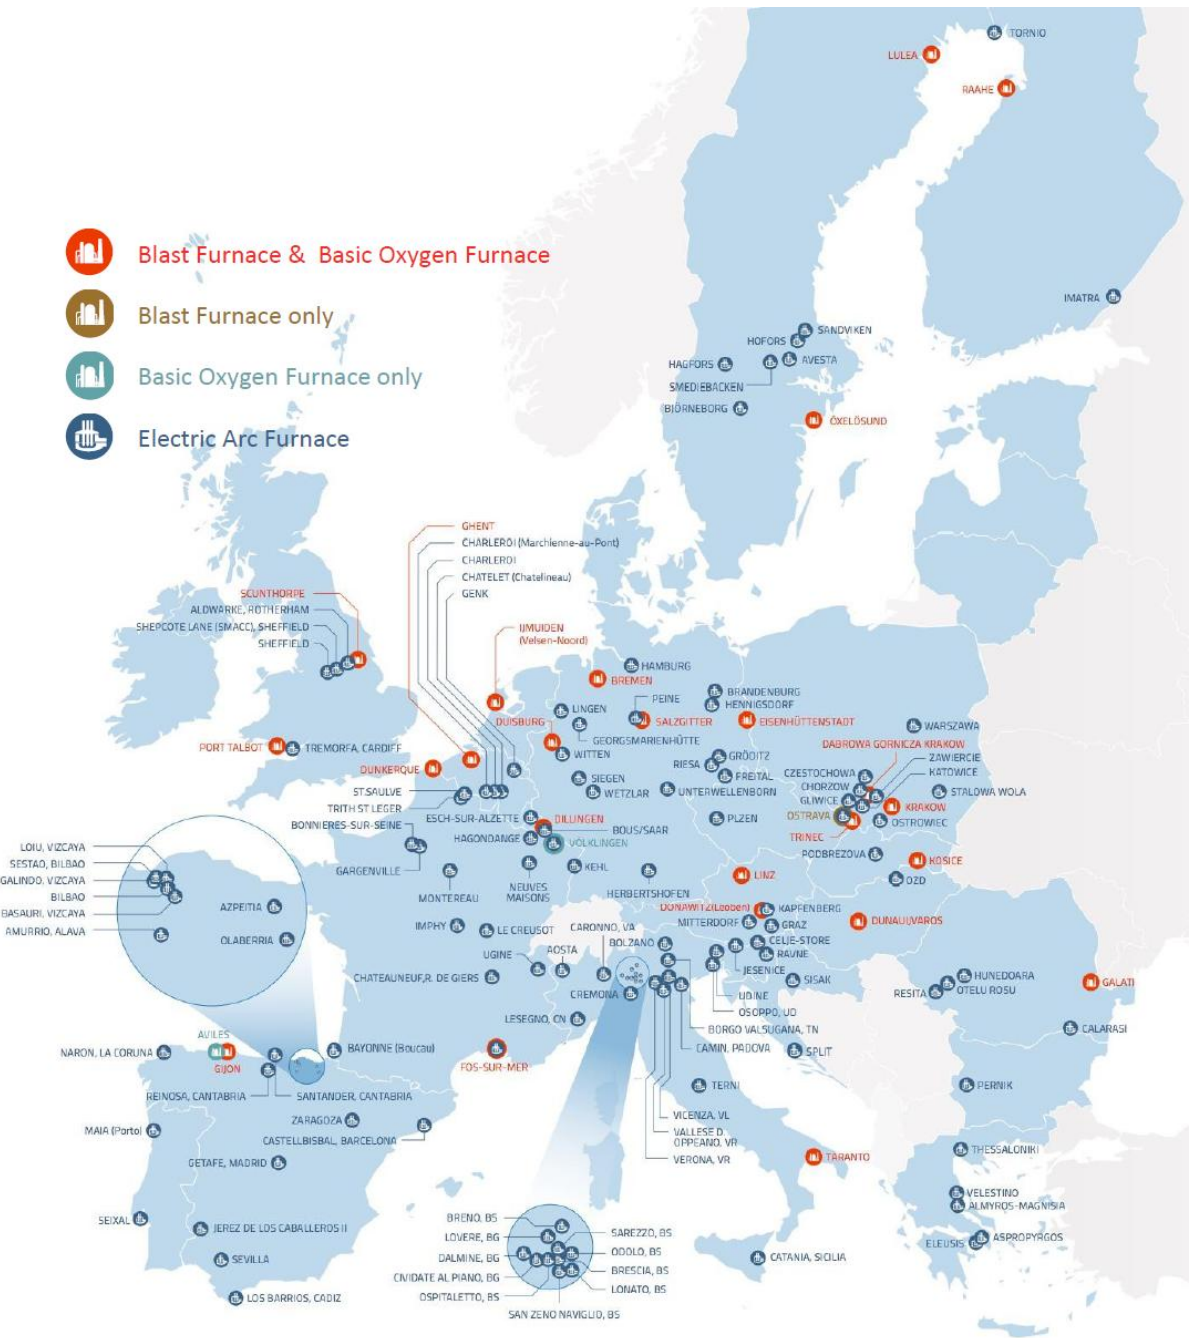 TORNIO
LULEA
RAAHE
Blast Furnace & Basic Oxygen Furnace
Blast Furnace only
Basic Oxygen Furnace only
Electric Arc Furnace
IMATRA
SANDVIKEN
HOFORS
AVESTA
HAGFORS
SMEDIEBACKEN
BJÖRNEBORG
ÖXELÖSUND
GHENT
CHARLEROI (Marchienne-au-Pont)
CHARLEROI
CHATELET (Chatelineau)
GENK
SCUNTHORPE
ALDWARKE, ROTHERHAM
SHEPCOTE LANE (SMACC), SHEFFIELD
SHEFFIELD
IJMUIDEN
(Velsen-Noord)
HAMBURG
BREMEN
PEINE
BRANDENBURG
HENNIGSDORF
LINGEN
DUISBURG
SALZGITTER
EISENHÜTTENSTADT
WARSZAWA
GEORGSMARIENHÜTTE
DABROWA GORNICZA KRAKOW
PORT TALBOT
TREMORFA, CARDIFF
WITTEN
GRÖDITZ
ZAWIERCIE
RIESA
DUNKERQUE
FREITAL
CZESTOCHOWA
KATOWICE
SIEGEN
CHORZOW
ST.SAULVE
WETZLAR
UNTERWELLENBORN
STALOWA WOLA
GLIWICE
TRITH ST LEGER
KRAKOW
ESCH-SUR-ALZETTE
DILLINGEN
PLZEN
OSTRAVA
OSTROWIEC
BONNIERES-SUR-SEINE
BOUS/SAAR
HAGONDANGE
VÖLKLINGEN
TRINEC
LOIU, VIZCAYA
PODBREZOVA
SESTAO, BILBAO
GARGENVILLE
KEHL
KOSICE
GALINDO, VIZCAYA
LINZ
OZD
NEUVES
MAISONS
MONTEREAU
HERBERTSHOFEN
BILBAO
AZPEITIA
DONAWITZ(Leoben)
KAPFENBERG
BASAURI, VIZCAYA
MITTERDORF
GRAZ
DUNAUJVAROS
AMURRIO, ALAVA
IMPHY
LE CREUSOT
CARONNO, VA
OLABERRIA
BOLZANO
CELJE-STORE
UGINE
AOSTA
RAVNE
JESENICE
CHATEAUNEUF,R. DE GIERS
SISAK
HUNEDOARA
GALATI
CREMONA
UDINE
RESITA
OTELU ROSU
OSOPPO, UD
LESEGNO, CN
BORGO VALSUGANA, TN
CALARASI
AVILES
NARON, LA CORUNA
BAYONNE (Boucau)
CAMIN, PADOVA
SPLIT
GIJON
FOS-SUR-MER
TERNI
PERNIK
REINOSA, CANTABRIA
SANTANDER, CANTABRIA
VICENZA, VL
ZARAGOZA
MAIA (Porto)
VALLESE D.
OPPEANO, VR
CASTELLBISBAL, BARCELONA
THESSALONIKI
GETAFE, MADRID
VERONA, VR
TARANTO
VELESTINO
ALMYROS-MAGNISIA
SEIXAL
BRENO, BS
JEREZ DE LOS CABALLEROS II
SAREZZO, BS
LOVERE, BG
ASPROPYRGOS
ELEUSIS
ODOLO, BS
DALMINE, BG
SEVILLA
CATANIA, SICILIA
BRESCIA, BS
CIVIDATE AL PIANO, BG
LONATO, BS
LOS BARRIOS, CADIZ
OSPITALETTO, BS
SAN ZENO NAVIGLIO, BS